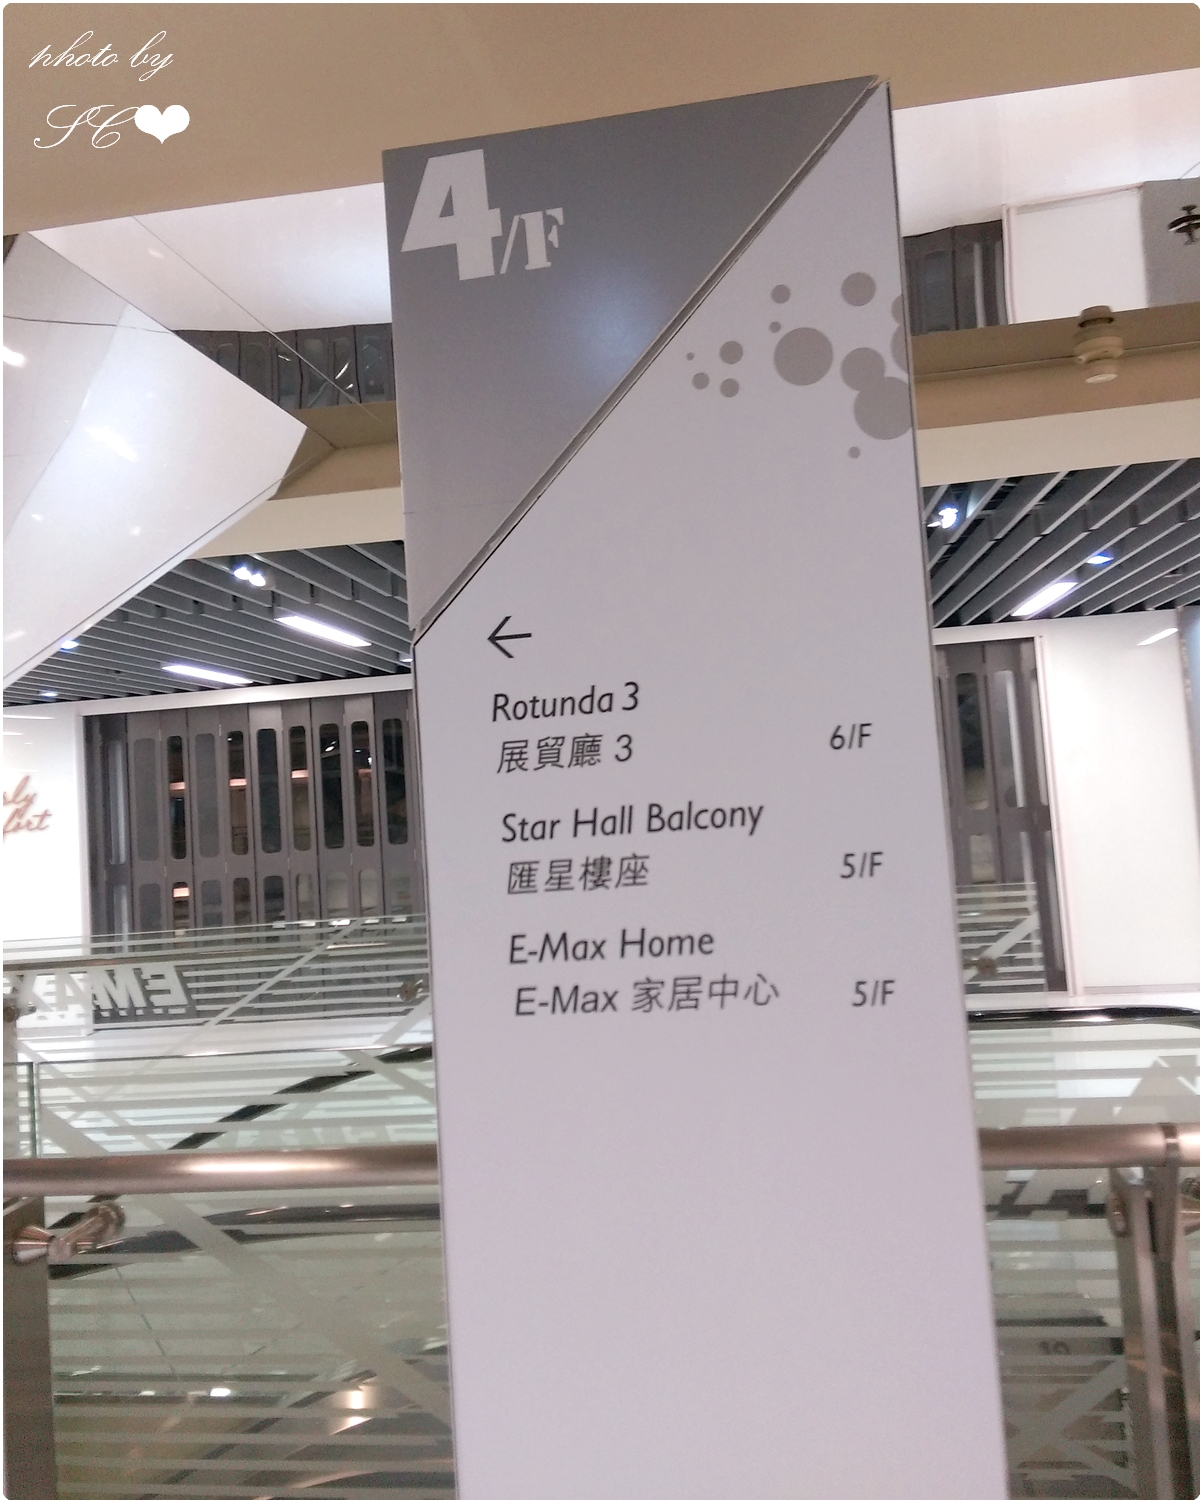 photo by
SC
4/F
←
Rotunda 3
展貿廳 3 6/F
Star Hall Balcony
匯星樓座 5/F
E-Max Home
E-Max 家居中心 5/F
EMAX